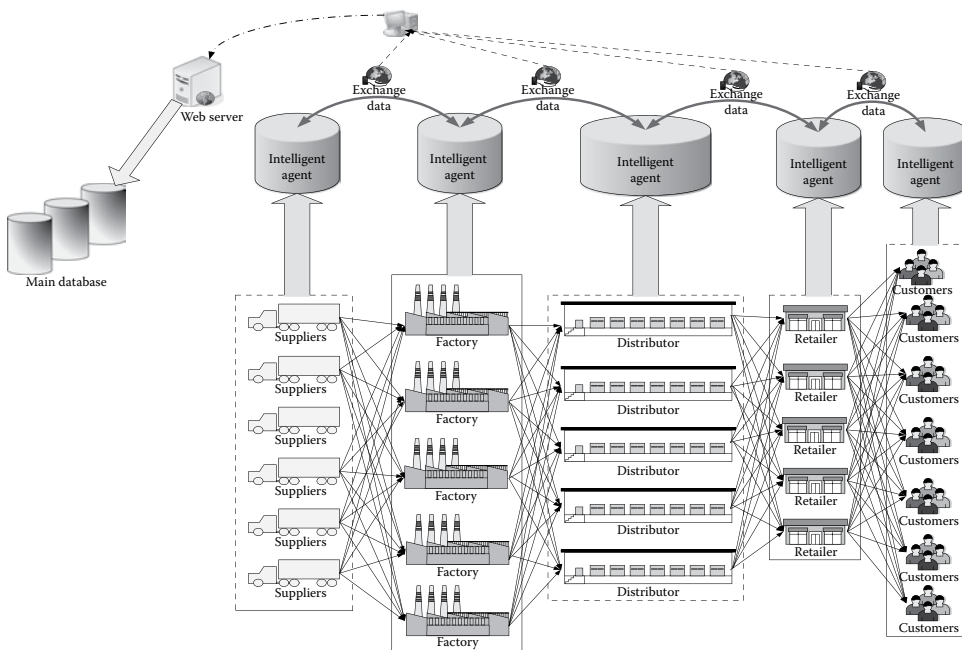 Web server
Main database
Exchange
data
Exchange
data
Exchange
data
Exchange
data
Intelligent
agent
Intelligent
agent
Intelligent
agent
Intelligent
agent
Intelligent
agent
Suppliers
Suppliers
Suppliers
Suppliers
Suppliers
Suppliers
Factory
Factory
Factory
Factory
Factory
Distributor
Distributor
Distributor
Distributor
Distributor
Retailer
Retailer
Retailer
Retailer
Retailer
Customers
Customers
Customers
Customers
Customers
Customers
Customers